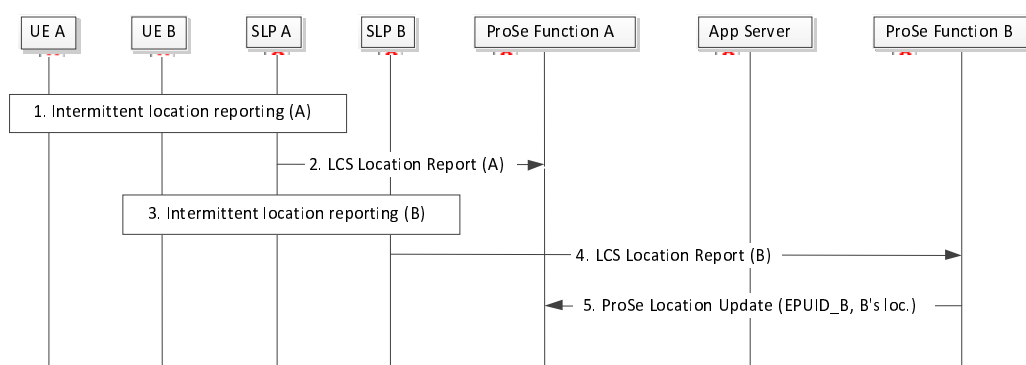 UE A
UE B
SLP A
SLP B
ProSe Function A
App Server
ProSe Function B
1. Intermittent location reporting (A)
2. LCS Location Report (A)
3. Intermittent location reporting (B)
4. LCS Location Report (B)
5. ProSe Location Update (EPUID_B, B's loc.)